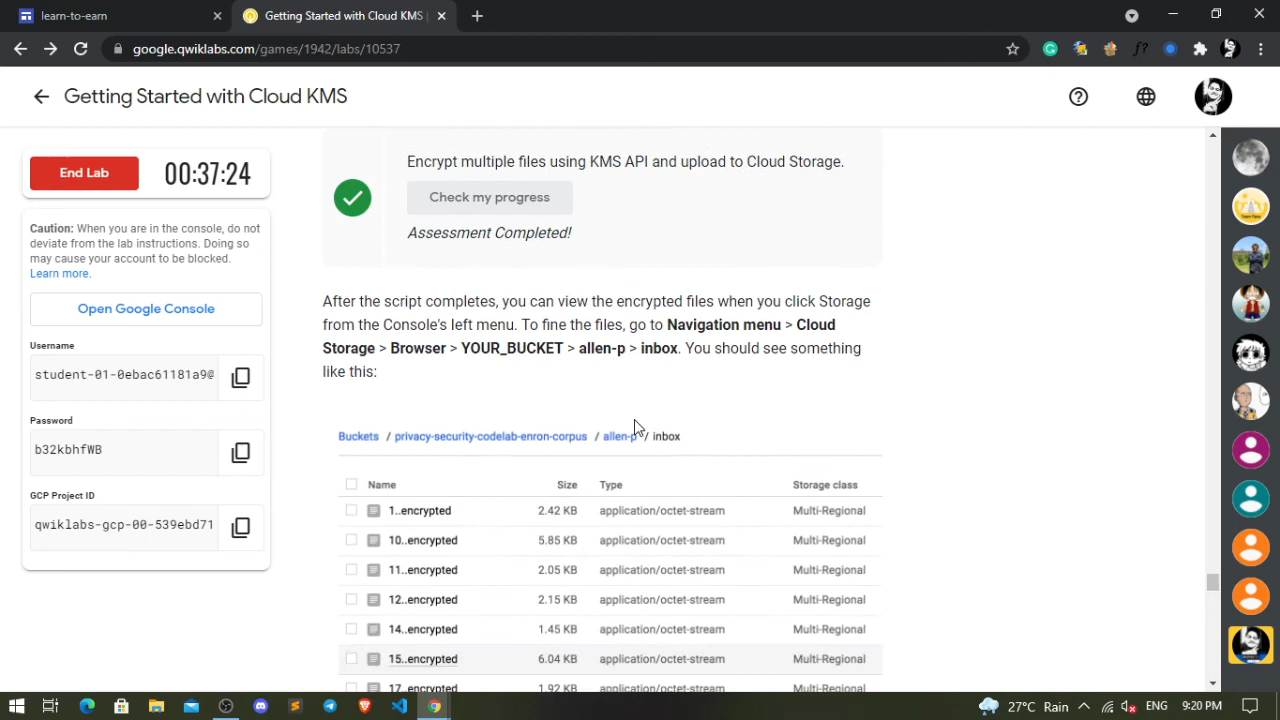 learn-to-earn
Getting Started with Cloud KMS
google.qwiklabs.com/games/1942/labs/10537
Getting Started with Cloud KMS
End Lab
00:37:24
Caution: When you are in the console, do not
deviate from the lab instructions. Doing so
may cause your account to be blocked.
Learn more.
Open Google Console
Username
student-01-0ebac61181a9@
Password
b32kbhfWB
GCP Project ID
qwiklabs-gcp-00-539ebd71
Encrypt multiple files using KMS API and upload to Cloud Storage.
Check my progress
Assessment Completed!
After the script completes, you can view the encrypted files when you click Storage
from the Console's left menu. To fine the files, go to Navigation menu > Cloud
Storage > Browser > YOUR_BUCKET > allen-p > inbox. You should see something
like this:
Buckets / privacy-security-codelab-enron-corpus / allen-p / inbox
Name Size Type Storage class
1..encrypted 2.42 KB application/octet-stream Multi-Regional
10..encrypted 5.85 KB application/octet-stream Multi-Regional
11..encrypted 2.05 KB application/octet-stream Multi-Regional
12..encrypted 2.15 KB application/octet-stream Multi-Regional
14..encrypted 1.45 KB application/octet-stream Multi-Regional
15..encrypted 6.04 KB application/octet-stream Multi-Regional
17..encrypted 1.92 KB application/octet-stream Multi-Regional
27°C Rain ENG 9:20 PM